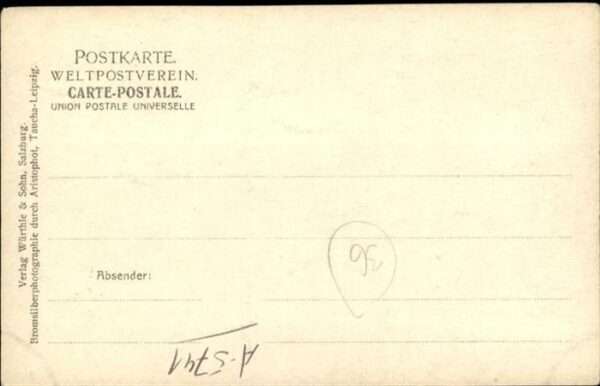 POSTKARTE.
WELTPOSTVEREIN.
CARTE-POSTALE.
UNION POSTALE UNIVERSELLE
Verlag Würthle & Sohn, Salzburg.
Bromsilberphotographie durch Aristophot, Taucha-Leipzig.
Absender:
36
A-5741